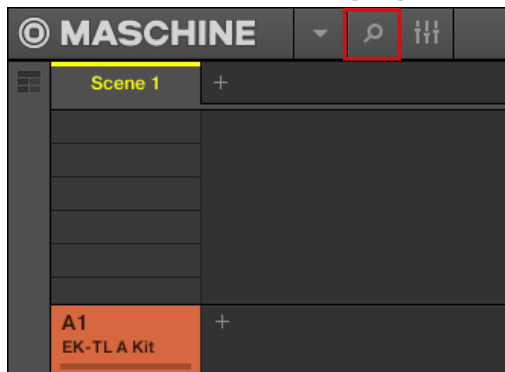 MASCHINE
Scene 1 +
A1 +
EK-TL A Kit